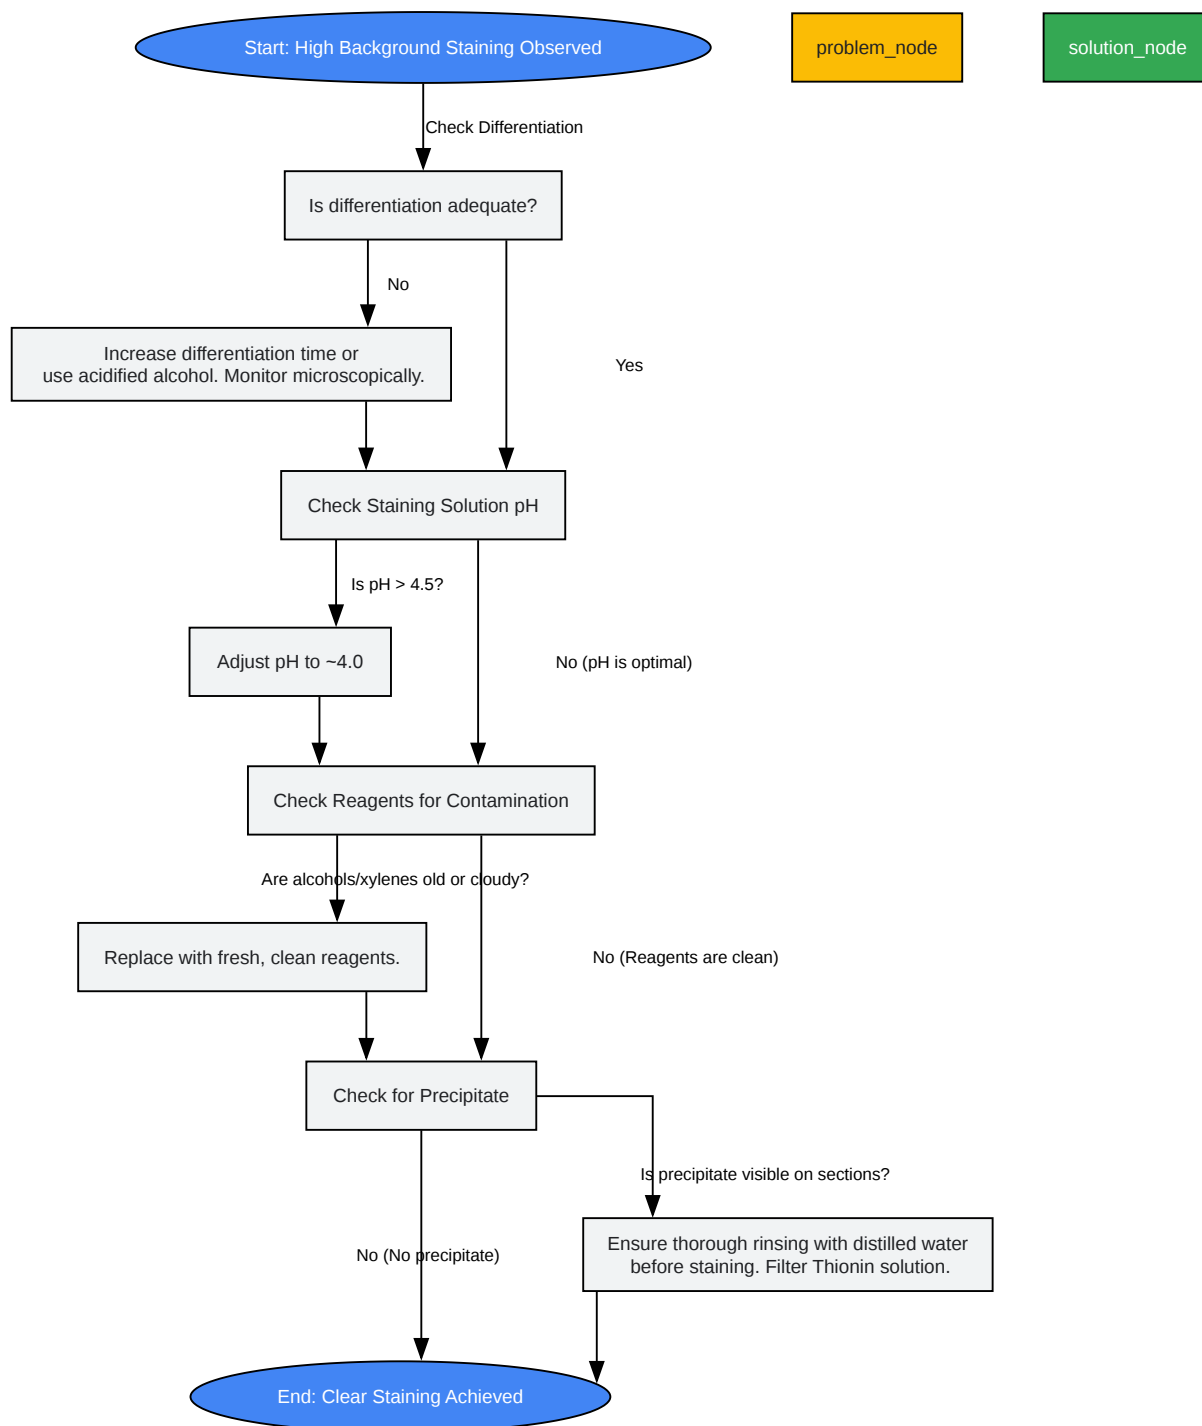 Start: High Background Staining Observed
problem_node
solution_node
Check Differentiation
Is differentiation adequate?
No
Increase differentiation time or
use acidified alcohol. Monitor microscopically.
Yes
Check Staining Solution pH
Is pH > 4.5?
Adjust pH to ~4.0
No (pH is optimal)
Check Reagents for Contamination
Are alcohols/xylenes old or cloudy?
Replace with fresh, clean reagents.
No (Reagents are clean)
Check for Precipitate
Is precipitate visible on sections?
No (No precipitate)
Ensure thorough rinsing with distilled water
before staining. Filter Thionin solution.
End: Clear Staining Achieved